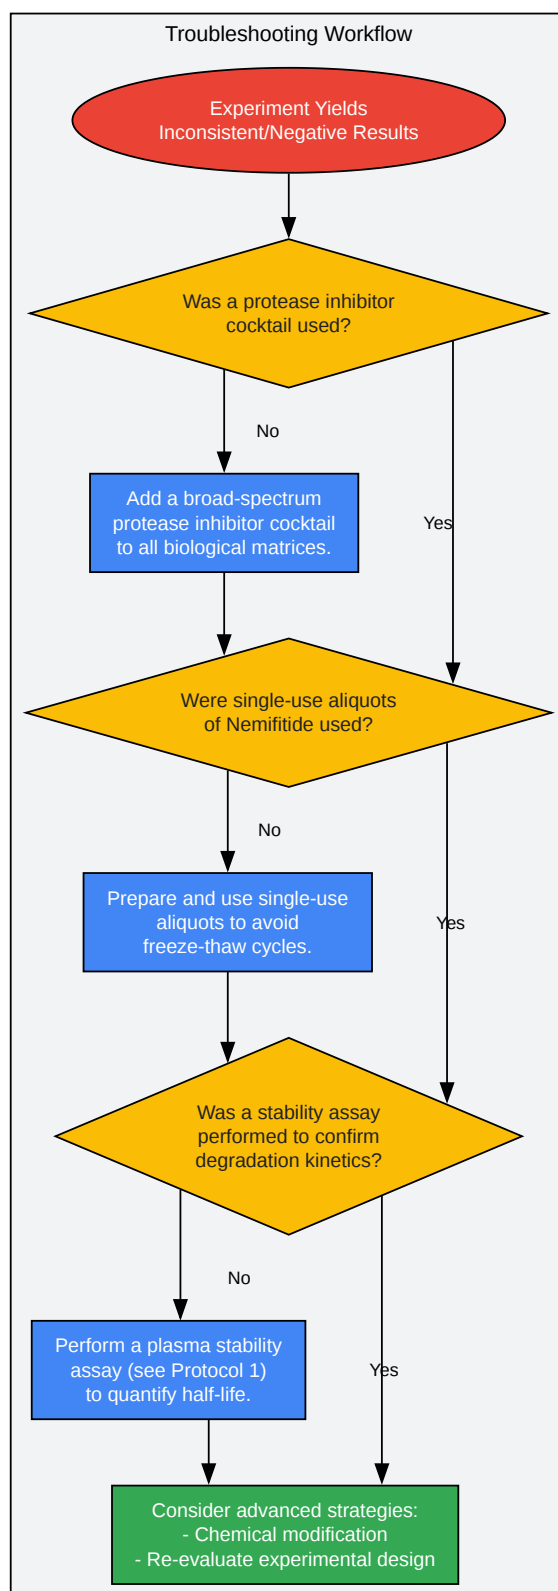 Troubleshooting Workflow
Experiment Yields
Inconsistent/Negative Results
Was a protease inhibitor
cocktail used?
No
Add a broad-spectrum
protease inhibitor cocktail
to all biological matrices.
Yes
Were single-use aliquots
of Nemifitide used?
No
Prepare and use single-use
aliquots to avoid
freeze-thaw cycles.
Yes
Was a stability assay
performed to confirm
degradation kinetics?
No
Perform a plasma stability
assay (see Protocol 1)
to quantify half-life.
Yes
Consider advanced strategies:
- Chemical modification
- Re-evaluate experimental design